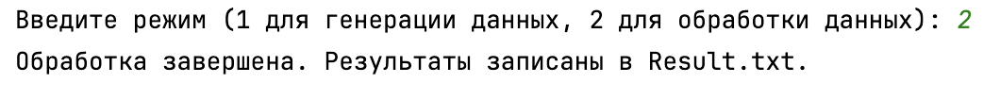 Введите режим (1 для генерации данных, 2 для обработки данных): 2
Обработка завершена. Результаты записаны в Result.txt.